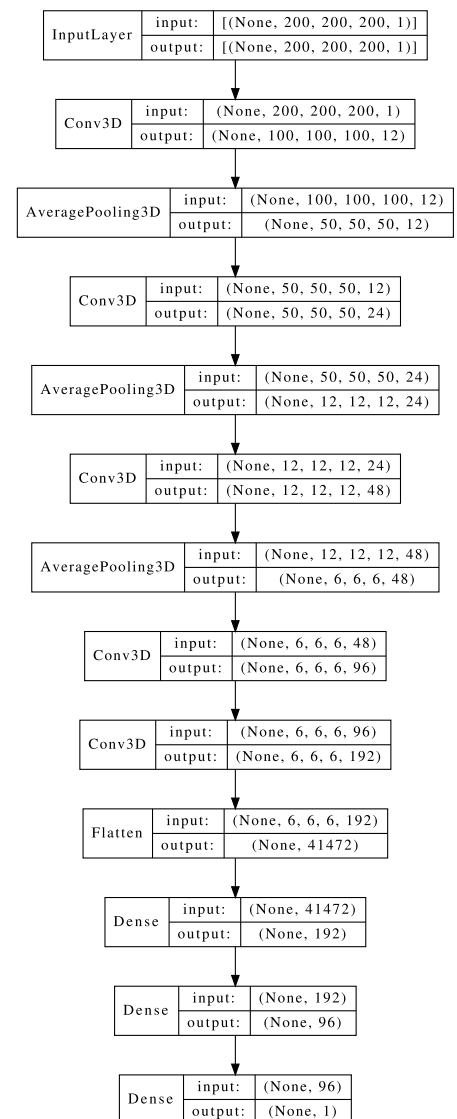 InputLayer input: [(None, 200, 200, 200, 1)]
output: [(None, 200, 200, 200, 1)]
Conv3D input: (None, 200, 200, 200, 1)
output: (None, 100, 100, 100, 12)
AveragePooling3D input: (None, 100, 100, 100, 12)
output: (None, 50, 50, 50, 12)
Conv3D input: (None, 50, 50, 50, 12)
output: (None, 50, 50, 50, 24)
AveragePooling3D input: (None, 50, 50, 50, 24)
output: (None, 12, 12, 12, 24)
Conv3D input: (None, 12, 12, 12, 24)
output: (None, 12, 12, 12, 48)
AveragePooling3D input: (None, 12, 12, 12, 48)
output: (None, 6, 6, 6, 48)
Conv3D input: (None, 6, 6, 6, 48)
output: (None, 6, 6, 6, 96)
Conv3D input: (None, 6, 6, 6, 96)
output: (None, 6, 6, 6, 192)
Flatten input: (None, 6, 6, 6, 192)
output: (None, 41472)
Dense input: (None, 41472)
output: (None, 192)
Dense input: (None, 192)
output: (None, 96)
Dense input: (None, 96)
output: (None, 1)